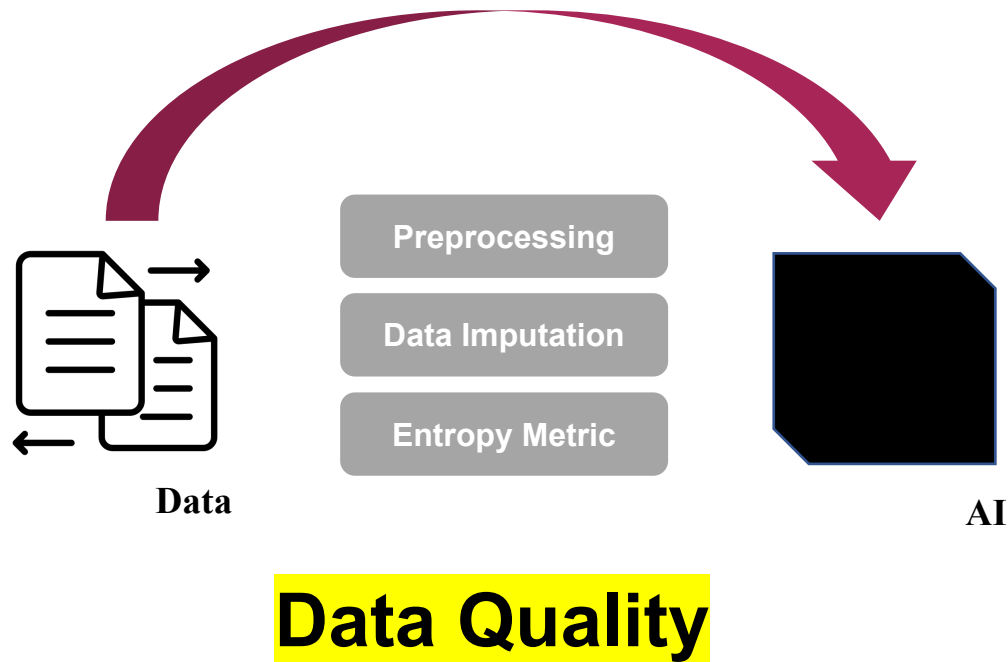 Preprocessing
Data Imputation
Entropy Metric
Data
AI
Data Quality